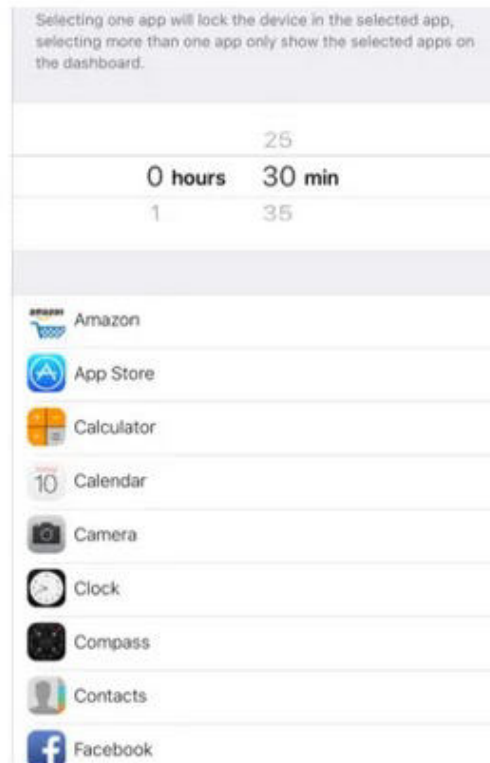 Selecting one app will lock the device in the selected app,
selecting more than one app only show the selected apps on
the dashboard.
25
0 hours 30 min
1 35
amazon Amazon
App Store
Calculator
10 Calendar
Camera
Clock
Compass
Contacts
f Facebook